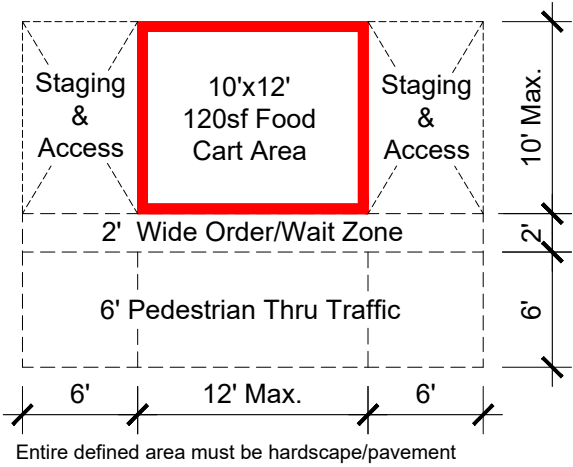 Staging
&
Access
10'x12'
120sf Food
Cart Area
Staging
&
Access
10' Max.
2' Wide Order/Wait Zone
2'
6' Pedestrian Thru Traffic
6'
6'
12' Max.
6'
Entire defined area must be hardscape/pavement